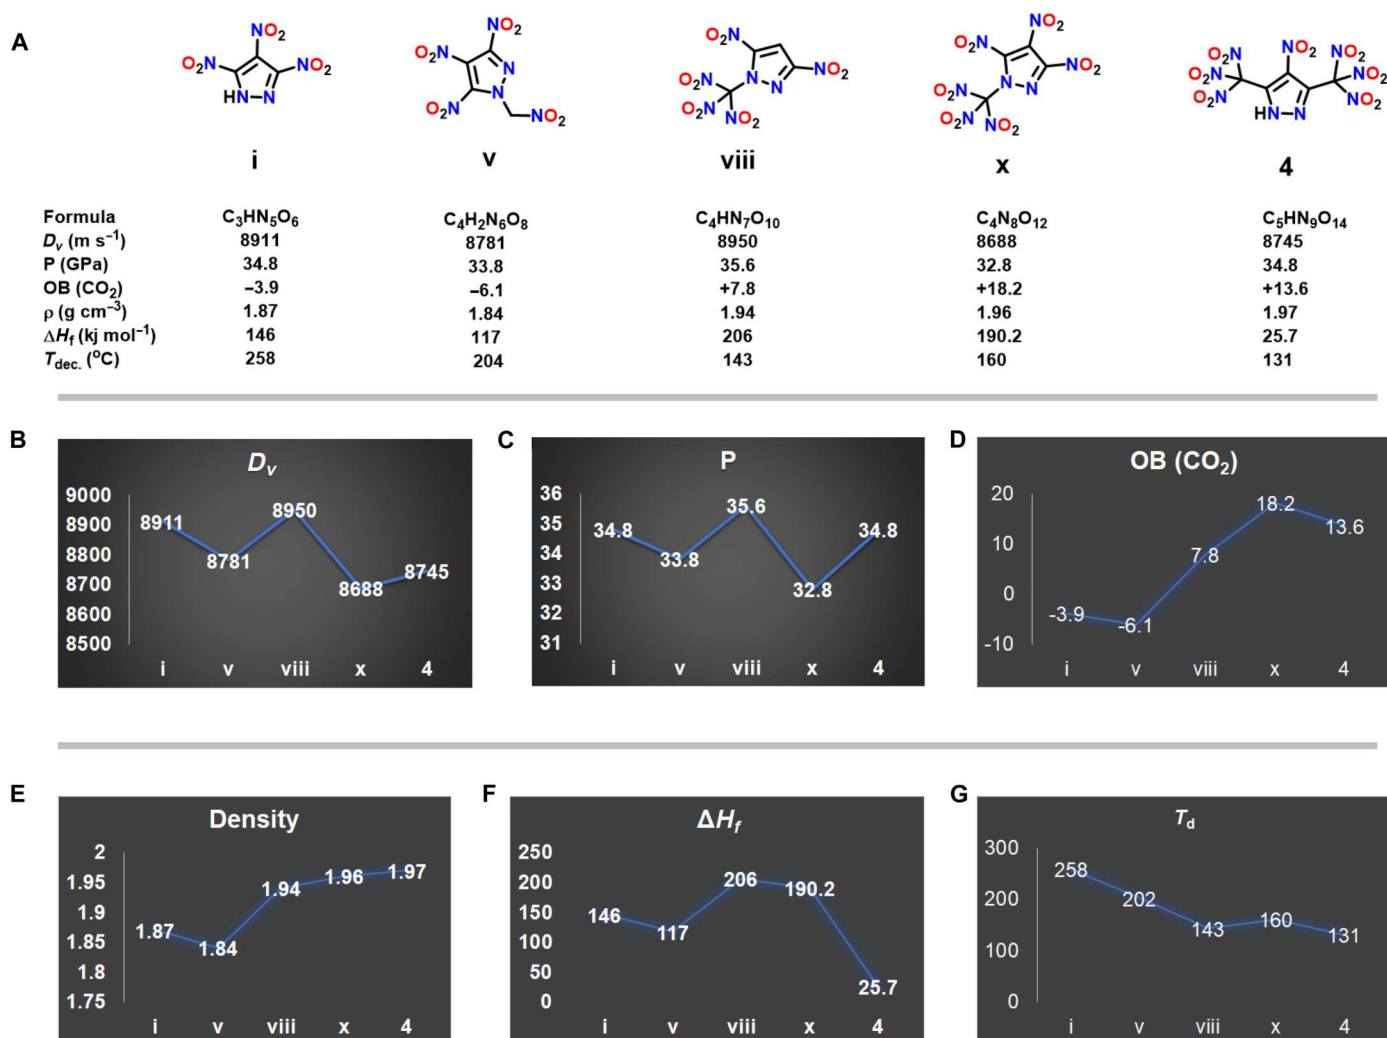 A
NO₂
O₂N
NO₂
HN
N
i
NO₂
O₂N
N
O₂N
N
NO₂
v
O₂N
NO₂
N
N
O₂N
O₂N
NO₂
viii
NO₂
O₂N
NO₂
N
N
O₂N
O₂N
NO₂
x
O₂N
NO₂
NO₂
O₂N
NO₂
O₂N
NO₂
HN
N
4
Formula C₃HN₅O₆ C₄H₂N₆O₈ C₄HN₇O₁₀ C₄N₈O₁₂ C₅HN₉O₁₄
Dᵥ (m s⁻¹) 8911 8781 8950 8688 8745
P (GPa) 34.8 33.8 35.6 32.8 34.8
OB (CO₂) −3.9 −6.1 +7.8 +18.2 +13.6
ρ (g cm⁻³) 1.87 1.84 1.94 1.96 1.97
ΔH_f (kj mol⁻¹) 146 117 206 190.2 25.7
T_dec. (°C) 258 204 143 160 131
B
Dᵥ
9000
8900
8800
8700
8600
8500
8911 8781 8950 8688 8745
i v viii x 4
C
P
36
35
34
33
32
31
34.8 33.8 35.6 32.8 34.8
i v viii x 4
D
OB (CO₂)
20
10
0
-10
-3.9 -6.1 7.8 18.2 13.6
i v viii x 4
E
Density
2
1.95
1.9
1.85
1.8
1.75
1.87 1.84 1.94 1.96 1.97
i v viii x 4
F
ΔH_f
250
200
150
100
50
0
146 117 206 190.2 25.7
i v viii x 4
G
T_d
300
200
100
0
258 202 143 160 131
i v viii x 4